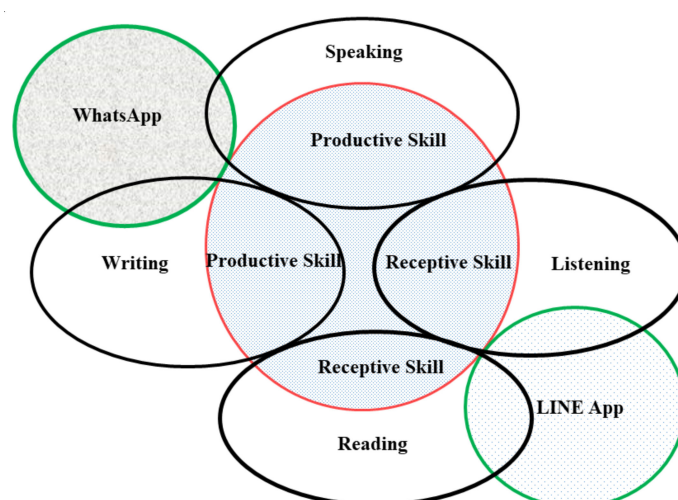 Speaking
WhatsApp
Productive Skill
Writing
Productive Skill
Receptive Skill
Listening
Receptive Skill
LINE App
Reading